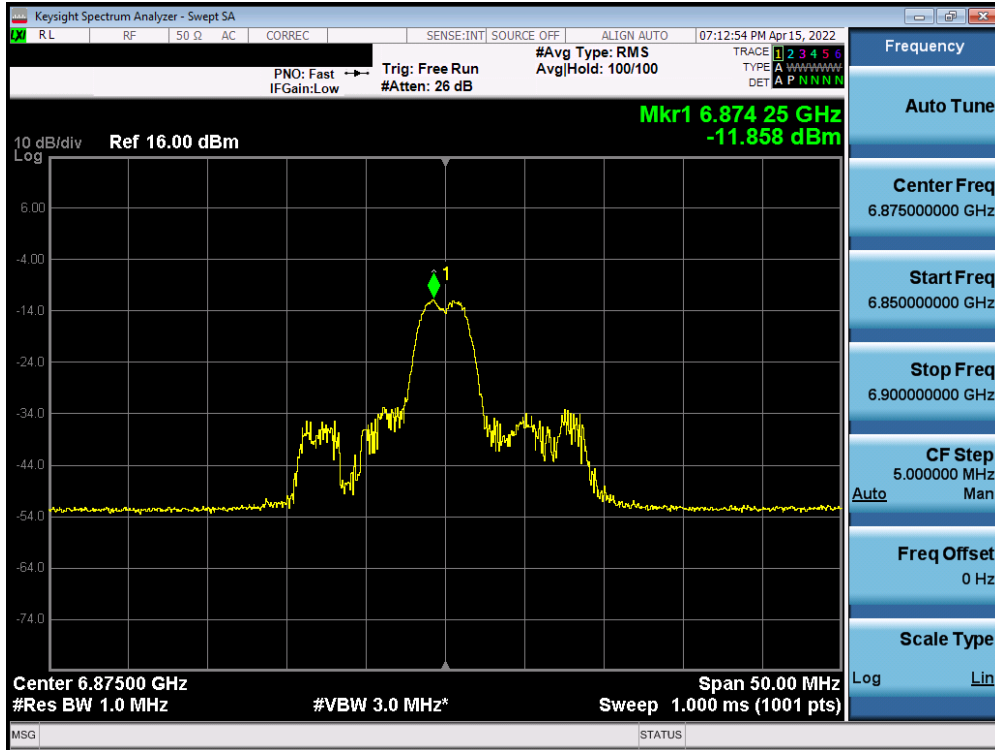 Keysight Spectrum Analyzer - Swept SA
LXI RL RF 50 Ω AC CORREC SENSE:INT SOURCE OFF ALIGN AUTO 07:12:54 PM Apr 15, 2022
PNO: Fast
IFGain:Low
Trig: Free Run
#Atten: 26 dB
#Avg Type: RMS
Avg|Hold: 100/100
TRACE 1 2 3 4 5 6
TYPE A WWWWW
DET A P N N N N
Mkr1 6.874 25 GHz
-11.858 dBm
10 dB/div Ref 16.00 dBm
Log
6.00
-4.00
-14.0
-24.0
-34.0
-44.0
-54.0
-64.0
-74.0
1
Center 6.87500 GHz Span 50.00 MHz
#Res BW 1.0 MHz #VBW 3.0 MHz* Sweep 1.000 ms (1001 pts)
MSG STATUS
Frequency
Auto Tune
Center Freq
6.875000000 GHz
Start Freq
6.850000000 GHz
Stop Freq
6.900000000 GHz
CF Step
5.000000 MHz
Auto Man
Freq Offset
0 Hz
Scale Type
Log Lin